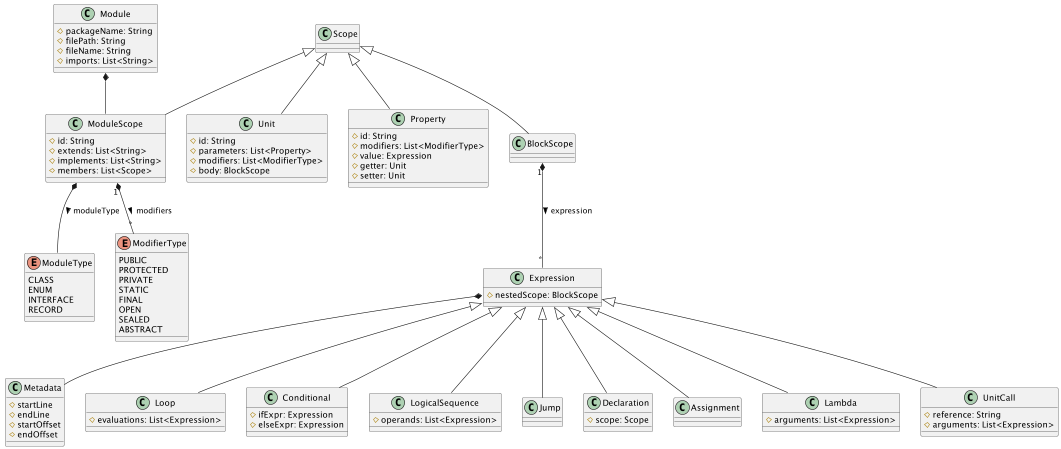 C Module
packageName: String
filePath: String
fileName: String
imports: List<String>
C Scope
C ModuleScope
id: String
extends: List<String>
implements: List<String>
members: List<Scope>
C Unit
id: String
parameters: List<Property>
modifiers: List<ModifierType>
body: BlockScope
C Property
id: String
modifiers: List<ModifierType>
value: Expression
getter: Unit
setter: Unit
C BlockScope
1
1
moduleType
modifiers
*
expression
*
E ModuleType
CLASS
ENUM
INTERFACE
RECORD
E ModifierType
PUBLIC
PROTECTED
PRIVATE
STATIC
FINAL
OPEN
SEALED
ABSTRACT
C Expression
nestedScope: BlockScope
C Metadata
startLine
endLine
startOffset
endOffset
C Loop
evaluations: List<Expression>
C Conditional
ifExpr: Expression
elseExpr: Expression
C LogicalSequence
operands: List<Expression>
C Jump
C Declaration
scope: Scope
C Assignment
C Lambda
arguments: List<Expression>
C UnitCall
reference: String
arguments: List<Expression>